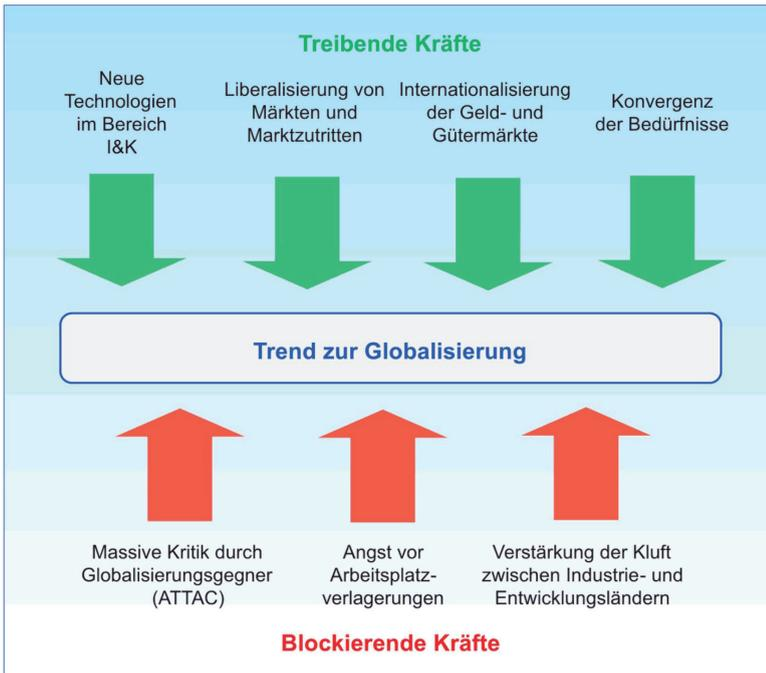 Treibende Kräfte
Neue
Technologien
im Bereich
I&K
Liberalisierung von
Märkten und
Marktzutritten
Internationalisierung
der Geld- und
Gütermärkte
Konvergenz
der Bedürfnisse
Trend zur Globalisierung
Massive Kritik durch
Globalisierungsgegner
(ATTAC)
Angst vor
Arbeitsplatz-
verlagerungen
Verstärkung der Kluft
zwischen Industrie- und
Entwicklungsländern
Blockierende Kräfte